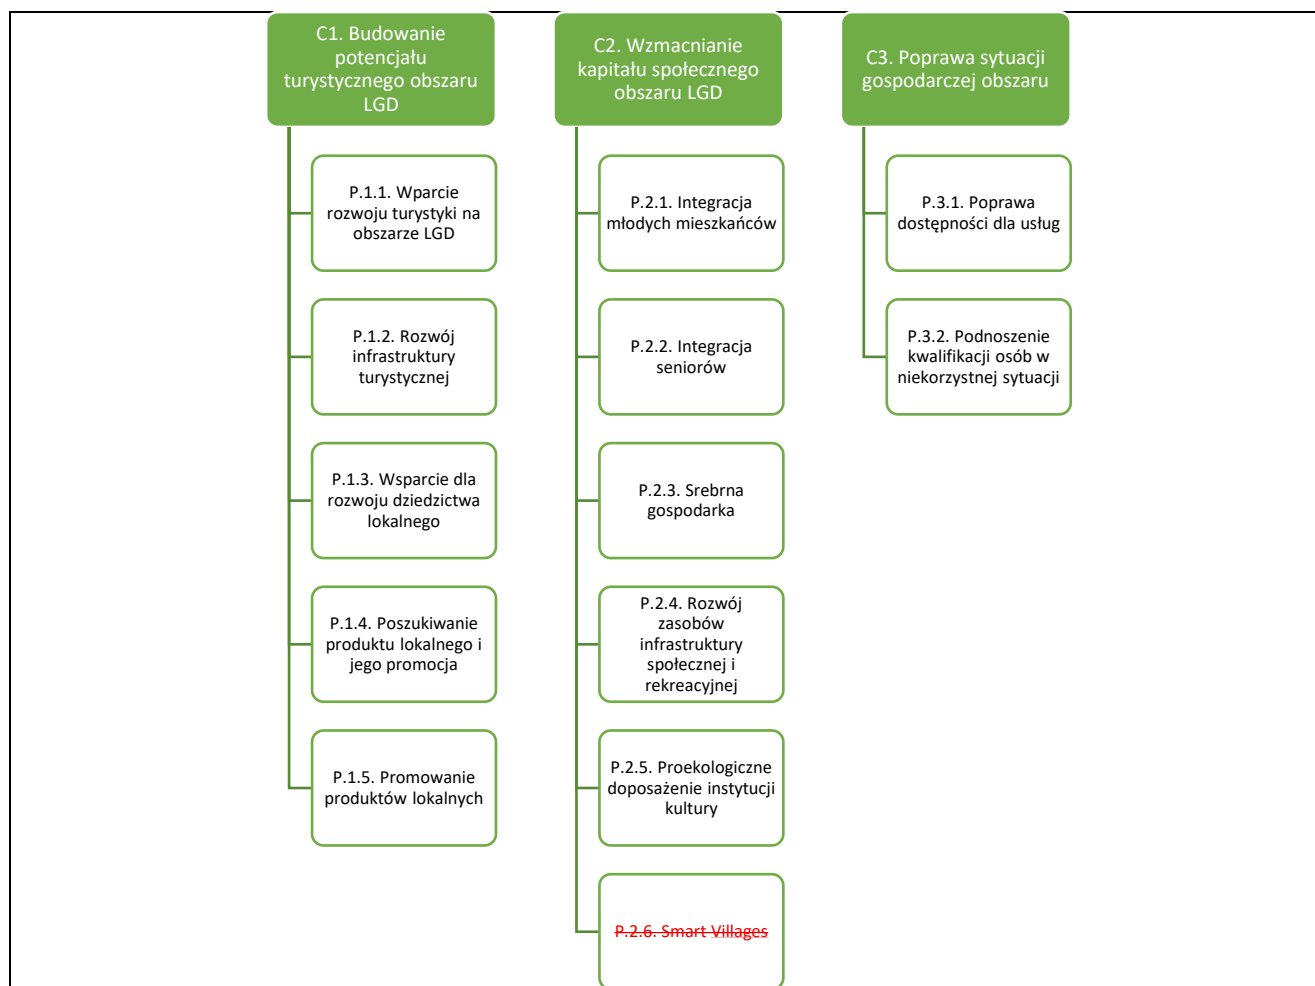 C1. Budowanie
potencjału
turystycznego obszaru
LGD
P.1.1. Wparcie
rozwoju turystyki na
obszarze LGD
P.1.2. Rozwój
infrastruktury
turystycznej
P.1.3. Wsparcie dla
rozwoju dziedzictwa
lokalnego
P.1.4. Poszukiwanie
produktu lokalnego i
jego promocja
P.1.5. Promowanie
produktów lokalnych
C2. Wzmacnianie
kapitału społecznego
obszaru LGD
P.2.1. Integracja
młodych mieszkańców
P.2.2. Integracja
seniorów
P.2.3. Srebrna
gospodarka
P.2.4. Rozwój
zasobów
infrastruktury
społecznej i
rekreacyjnej
P.2.5. Proekologiczne
doposażenie instytucji
kultury
P.2.6. Smart Villages
C3. Poprawa sytuacji
gospodarczej obszaru
P.3.1. Poprawa
dostępności dla usług
P.3.2. Podnoszenie
kwalifikacji osób w
niekorzystnej sytuacji